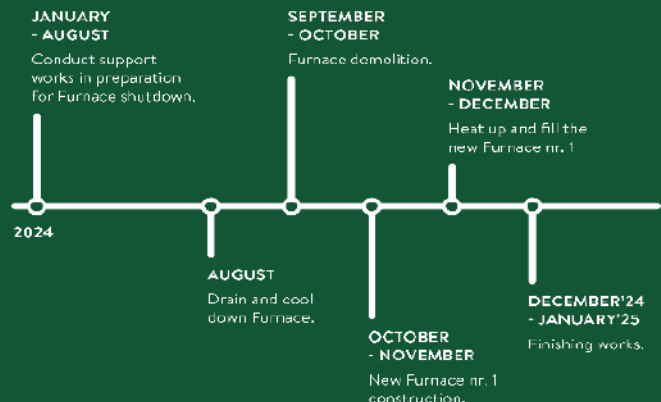 JANUARY
- AUGUST
Conduct support
works in preparation
for Furnace shutdown.
2024
AUGUST
Drain and cool
down Furnace.
SEPTEMBER
- OCTOBER
Furnace demolition.
OCTOBER
- NOVEMBER
New Furnace nr. 1
construction.
NOVEMBER
- DECEMBER
Heat up and fill the
new Furnace nr. 1
DECEMBER'24
- JANUARY'25
Finishing works.